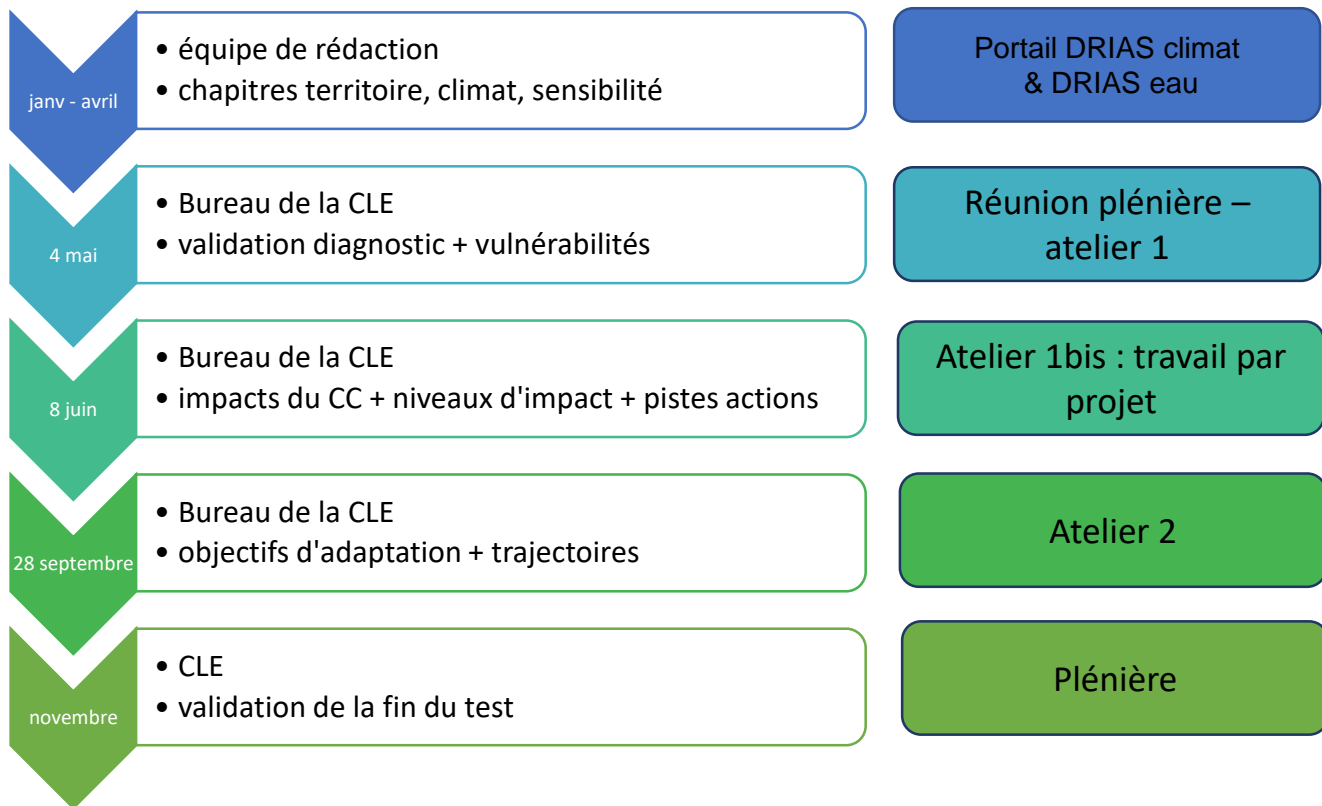 janv - avril
• équipe de rédaction
• chapitres territoire, climat, sensibilité
Portail DRIAS climat
& DRIAS eau
4 mai
• Bureau de la CLE
• validation diagnostic + vulnérabilités
Réunion plénière –
atelier 1
8 juin
• Bureau de la CLE
• impacts du CC + niveaux d'impact + pistes actions
Atelier 1bis : travail par
projet
28 septembre
• Bureau de la CLE
• objectifs d'adaptation + trajectoires
Atelier 2
novembre
• CLE
• validation de la fin du test
Plénière